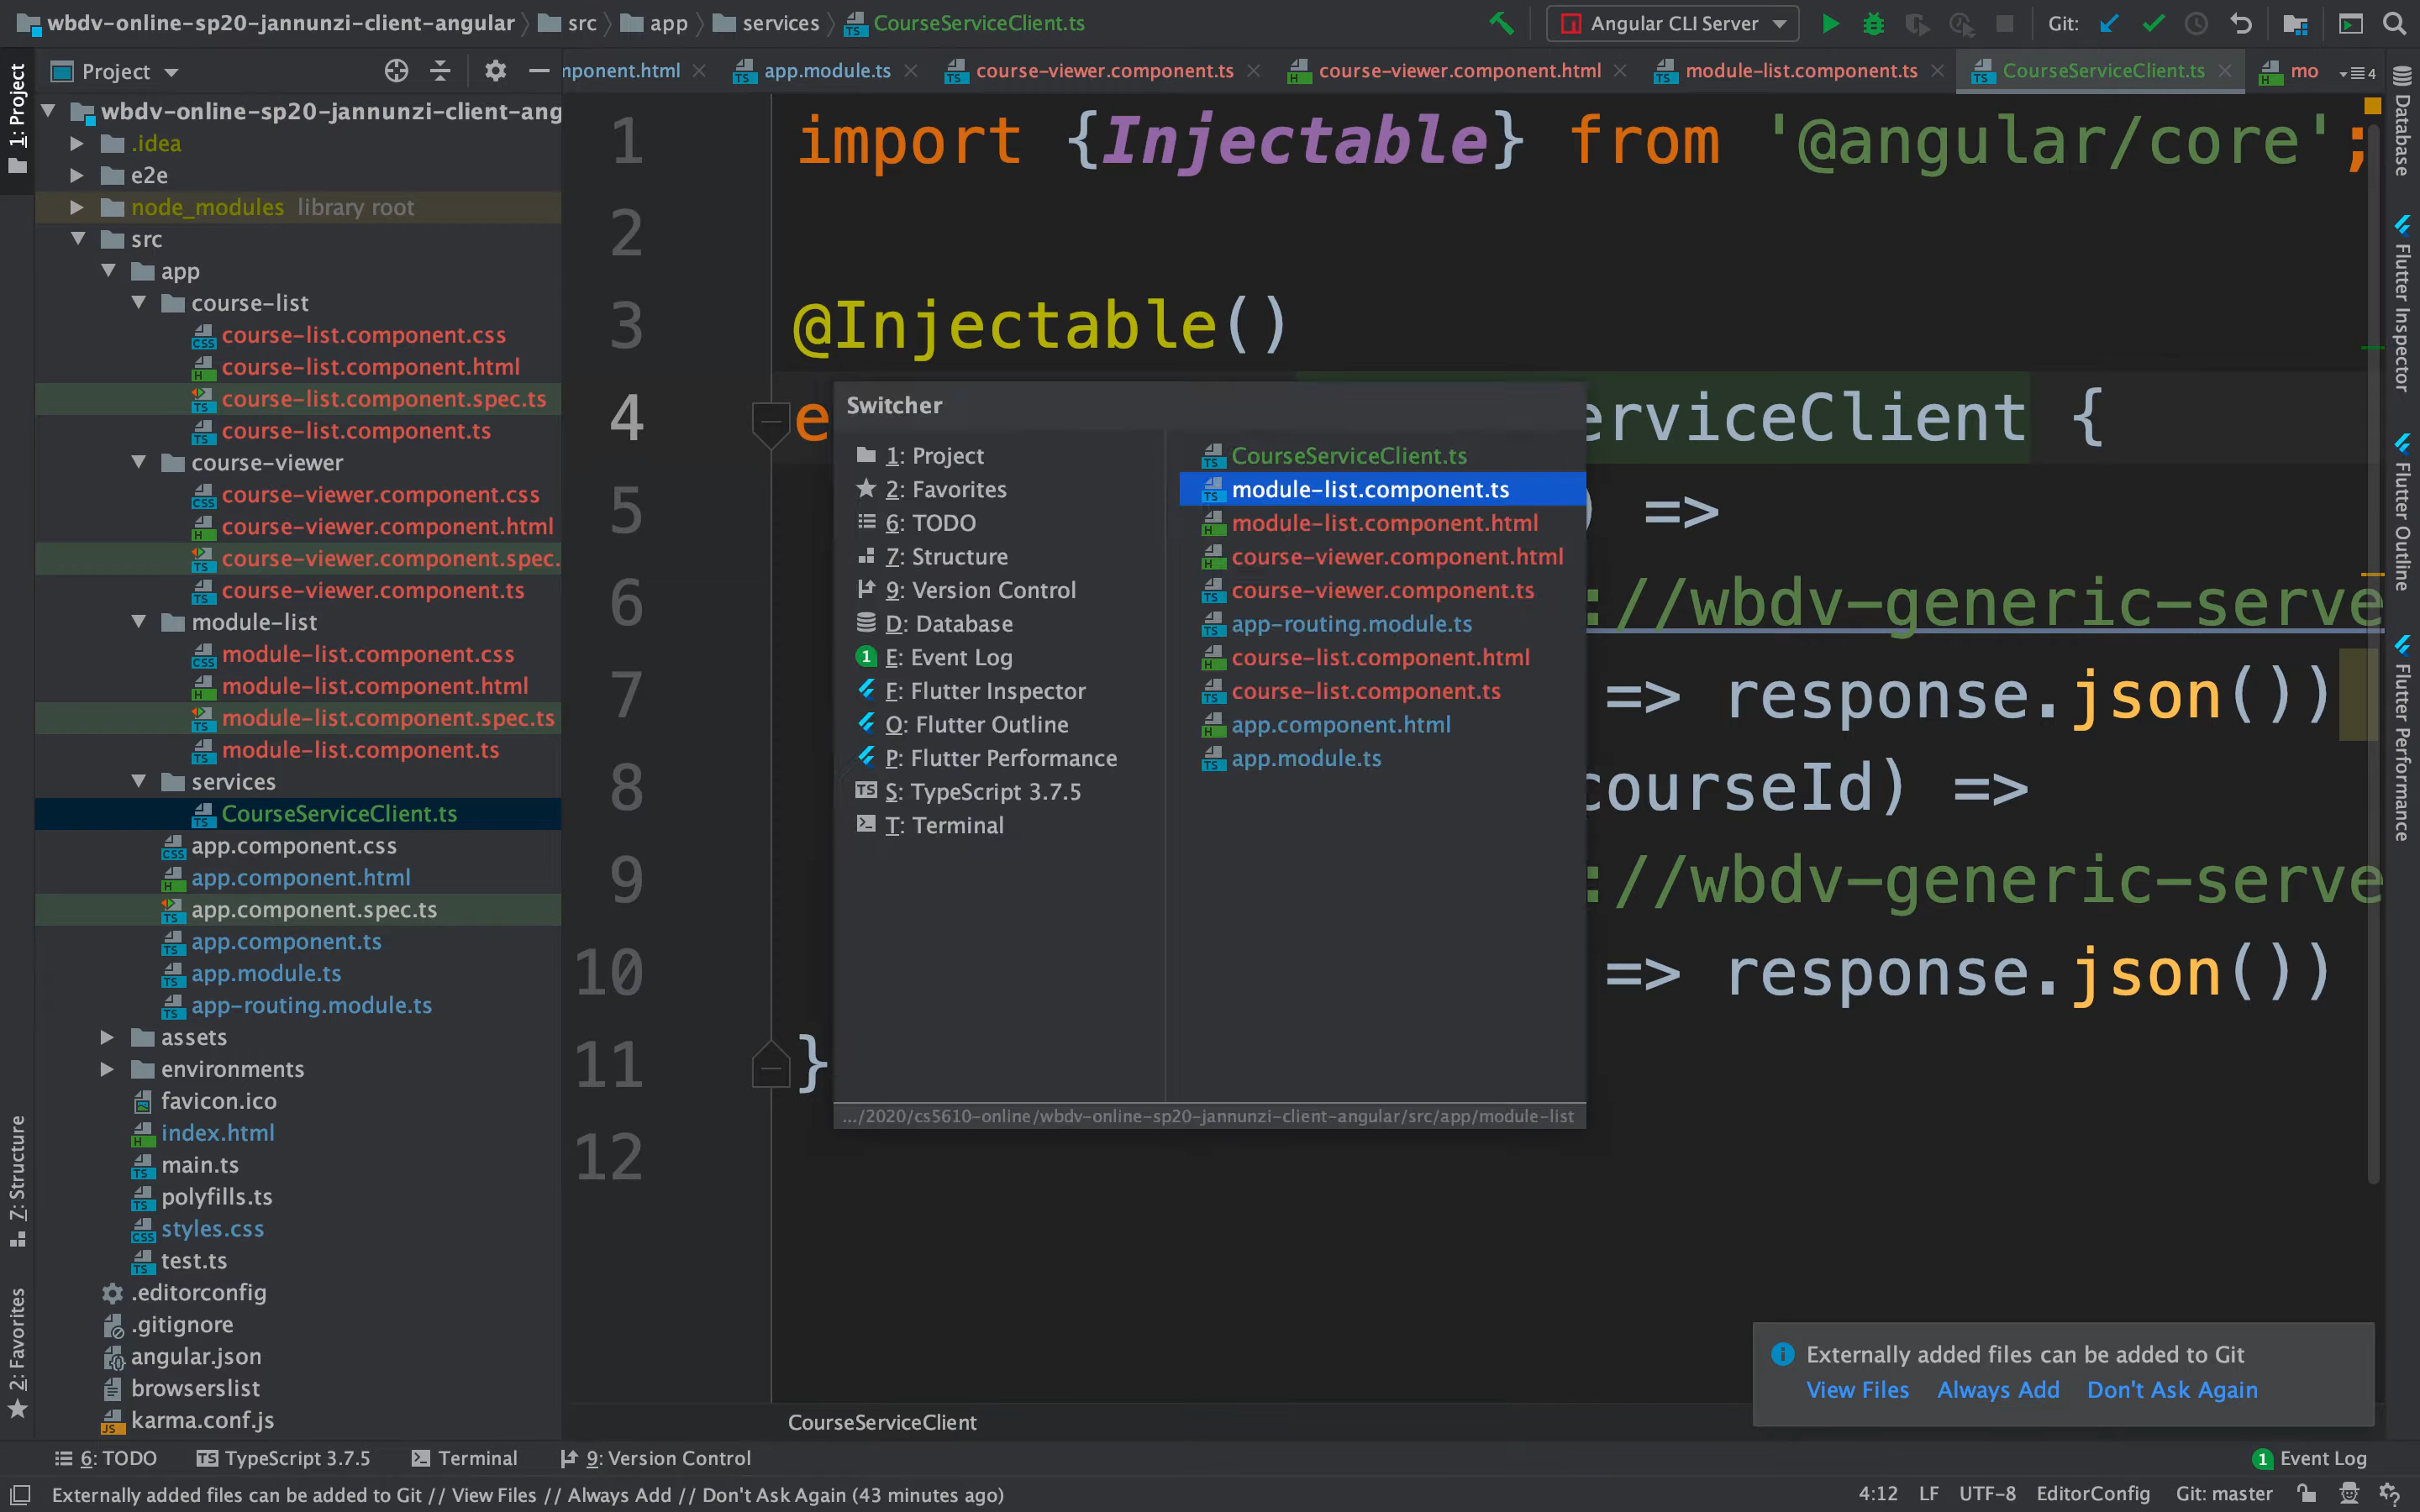 wbdv-online-sp20-jannunzi-client-angular src app services CourseServiceClient.ts Angular CLI Server Git:
1: Project
Project
mponent.html app.module.ts course-viewer.component.ts course-viewer.component.html module-list.component.ts CourseServiceClient.ts mo 4
wbdv-online-sp20-jannunzi-client-ang
.idea
e2e
node_modules library root
src
app
course-list
course-list.component.css
course-list.component.html
course-list.component.spec.ts
course-list.component.ts
course-viewer
course-viewer.component.css
course-viewer.component.html
course-viewer.component.spec.
course-viewer.component.ts
module-list
module-list.component.css
module-list.component.html
module-list.component.spec.ts
module-list.component.ts
services
CourseServiceClient.ts
app.component.css
app.component.html
app.component.spec.ts
app.component.ts
app.module.ts
app-routing.module.ts
assets
environments
favicon.ico
index.html
main.ts
polyfills.ts
styles.css
test.ts
.editorconfig
.gitignore
angular.json
browserslist
karma.conf.js
7: Structure
2: Favorites
1 import {Injectable} from '@angular/core';
2
3 @Injectable()
4 e erviceClient {
5 ) =>
6 ://wbdv-generic-serve
7 => response.json())
8 courseId) =>
9 ://wbdv-generic-serve
10 => response.json())
11 }
12
Switcher
1: Project
2: Favorites
6: TODO
7: Structure
9: Version Control
D: Database
E: Event Log
F: Flutter Inspector
O: Flutter Outline
P: Flutter Performance
S: TypeScript 3.7.5
T: Terminal
CourseServiceClient.ts
module-list.component.ts
module-list.component.html
course-viewer.component.html
course-viewer.component.ts
app-routing.module.ts
course-list.component.html
course-list.component.ts
app.component.html
app.module.ts
.../2020/cs5610-online/wbdv-online-sp20-jannunzi-client-angular/src/app/module-list
Database
Flutter Inspector
Flutter Outline
Flutter Performance
Externally added files can be added to Git
View Files Always Add Don't Ask Again
CourseServiceClient
6: TODO TypeScript 3.7.5 Terminal 9: Version Control 1 Event Log
Externally added files can be added to Git // View Files // Always Add // Don't Ask Again (43 minutes ago) 4:12 LF UTF-8 EditorConfig Git: master